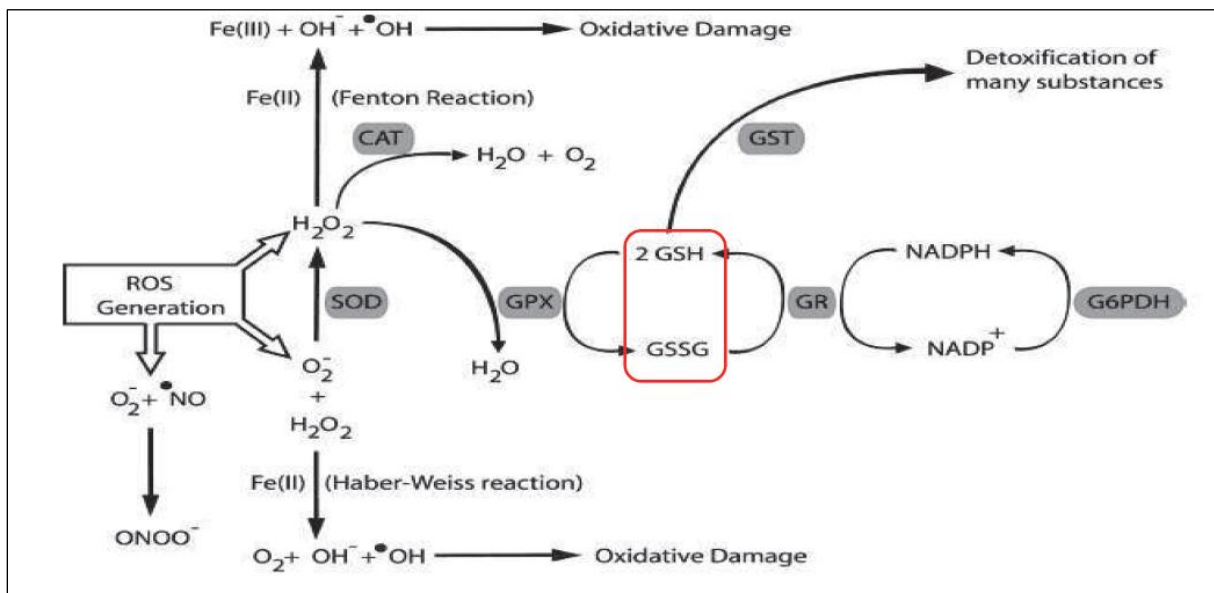 Fe(III) + OH⁻ + •OH
Oxidative Damage
Detoxification of
many substances
Fe(II)
(Fenton Reaction)
CAT
GST
H₂O + O₂
H₂O₂
2 GSH
NADPH
ROS
Generation
SOD
GPX
GR
G6PDH
O₂⁻
H₂O
GSSG
NADP⁺
O₂⁻ + •NO
+
H₂O₂
Fe(II)
(Haber-Weiss reaction)
ONOO⁻
O₂ + OH⁻ + •OH
Oxidative Damage